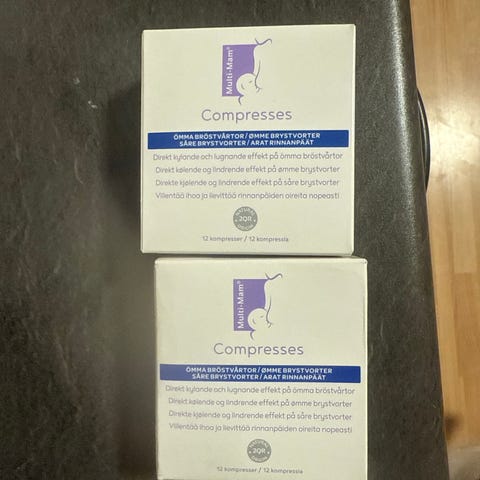 Multi-Mam®
Compresses
ÖMMA BRÖSTVÅRTOR / ØMME BRYSTVORTER
SÅRE BRYSTVORTER / ARAT RINNANPÄÄT
Direkt kylande och lugnande effekt på ömma bröstvårtor
Direkt kølende og lindrende effekt på ømme brystvorter
Direkte kjølende og lindrende effekt på såre brystvorter
Viilentää ihoa ja lievittää rinnanpäiden oireita nopeasti
NATURAL
2QR
ORIGIN
12 kompresser / 12 kompressia
Multi-Mam®
Compresses
ÖMMA BRÖSTVÅRTOR / ØMME BRYSTVORTER
SÅRE BRYSTVORTER / ARAT RINNANPÄÄT
Direkt kylande och lugnande effekt på ömma bröstvårtor
Direkt kølende og lindrende effekt på ømme brystvorter
Direkte kjølende og lindrende effekt på såre brystvorter
Viilentää ihoa ja lievittää rinnanpäiden oireita nopeasti
NATURAL
2QR
ORIGIN
12 kompresser / 12 kompressia